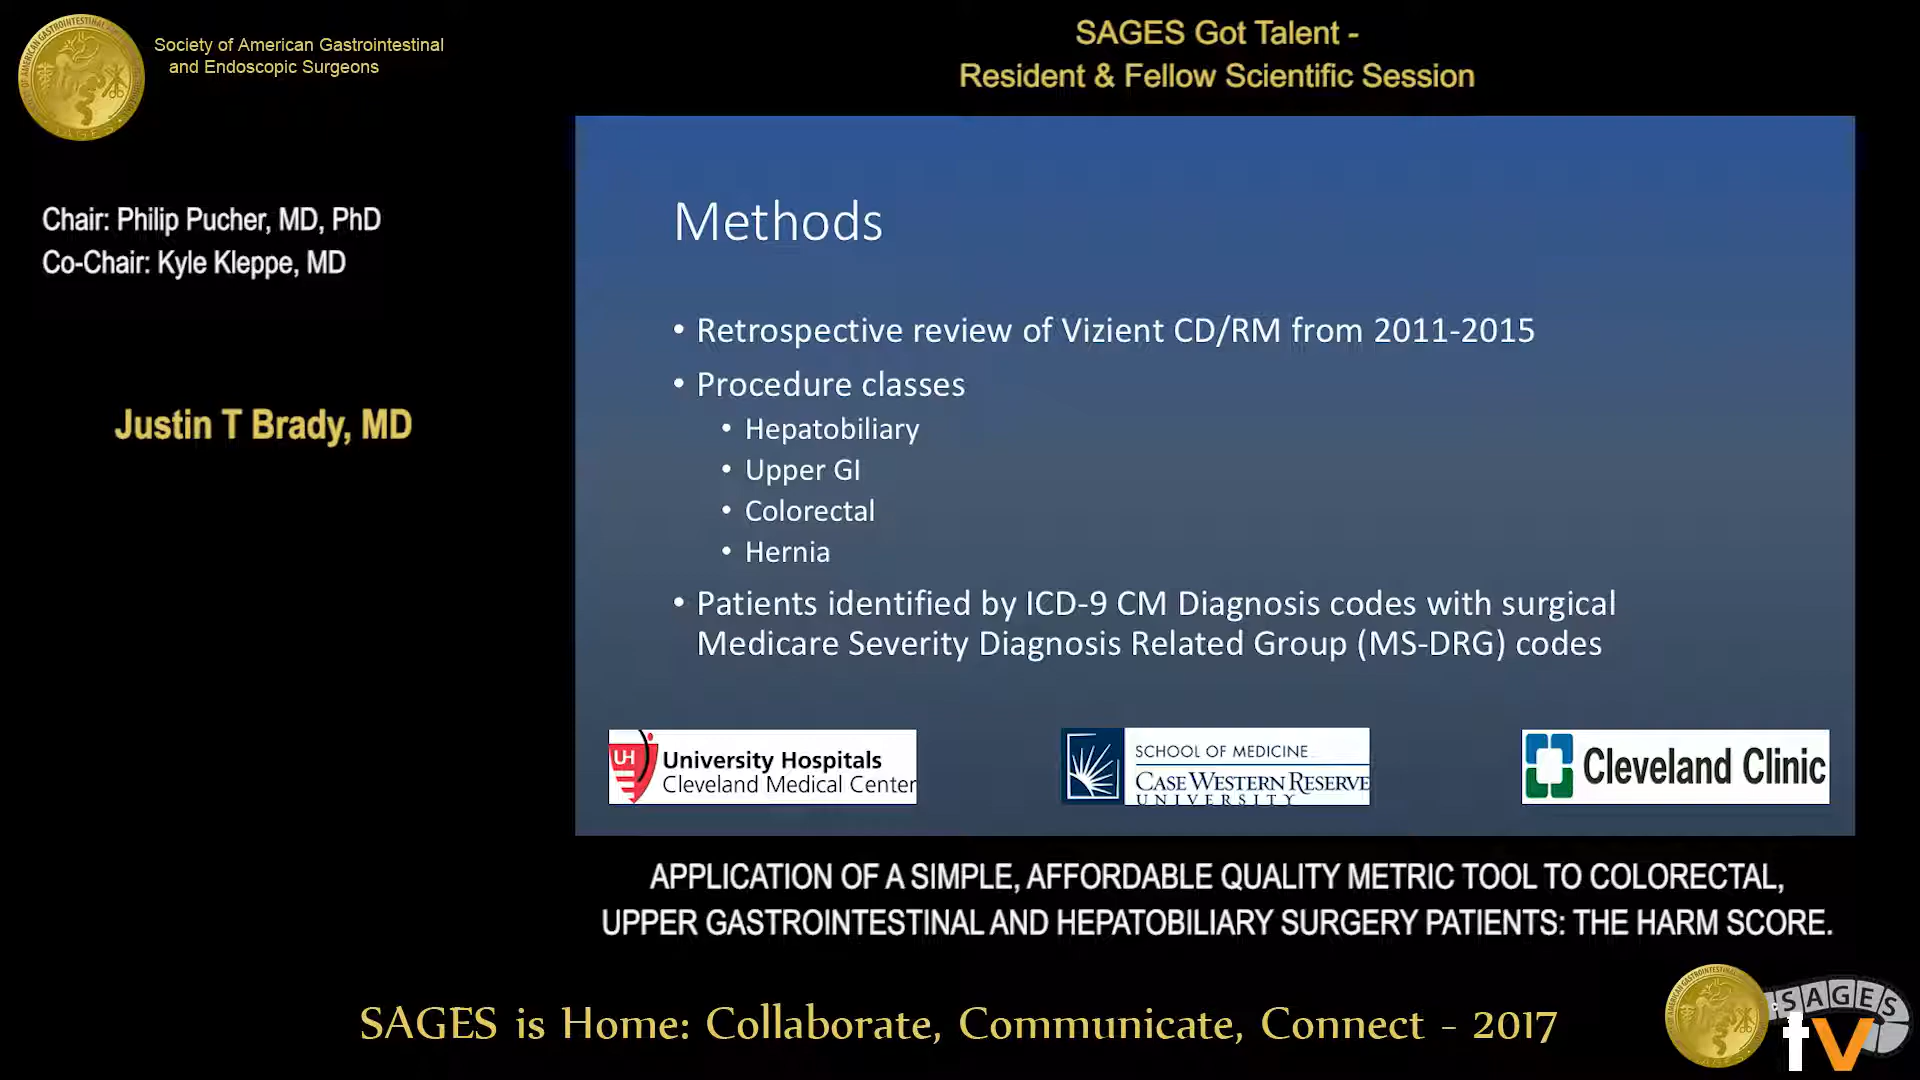 Society of American Gastrointestinal
and Endoscopic Surgeons
SAGES Got Talent -
Resident & Fellow Scientific Session
Chair: Philip Pucher, MD, PhD
Co-Chair: Kyle Kleppe, MD
Justin T Brady, MD
Methods
• Retrospective review of Vizient CD/RM from 2011-2015
• Procedure classes
• Hepatobiliary
• Upper GI
• Colorectal
• Hernia
• Patients identified by ICD-9 CM Diagnosis codes with surgical
Medicare Severity Diagnosis Related Group (MS-DRG) codes
UH
University Hospitals
Cleveland Medical Center
SCHOOL OF MEDICINE
CASE WESTERN RESERVE
UNIVERSITY
Cleveland Clinic
APPLICATION OF A SIMPLE, AFFORDABLE QUALITY METRIC TOOL TO COLORECTAL,
UPPER GASTROINTESTINAL AND HEPATOBILIARY SURGERY PATIENTS: THE HARM SCORE.
SAGES is Home: Collaborate, Communicate, Connect - 2017
SAGES
tv